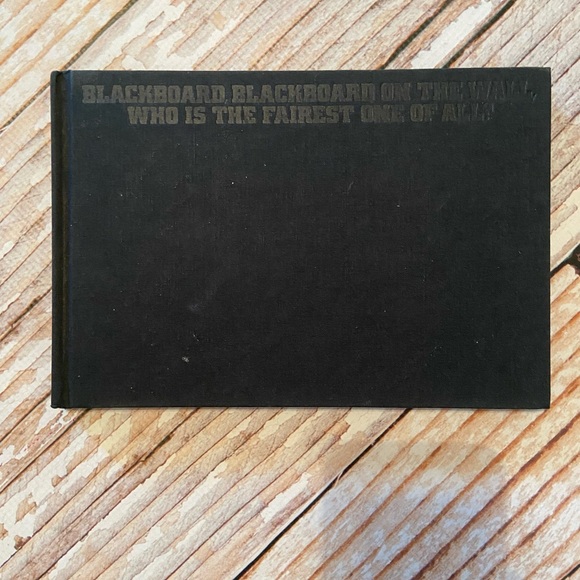 BLACKBOARD, BLACKBOARD ON THE WALL,
WHO IS THE FAIREST ONE OF ALL?